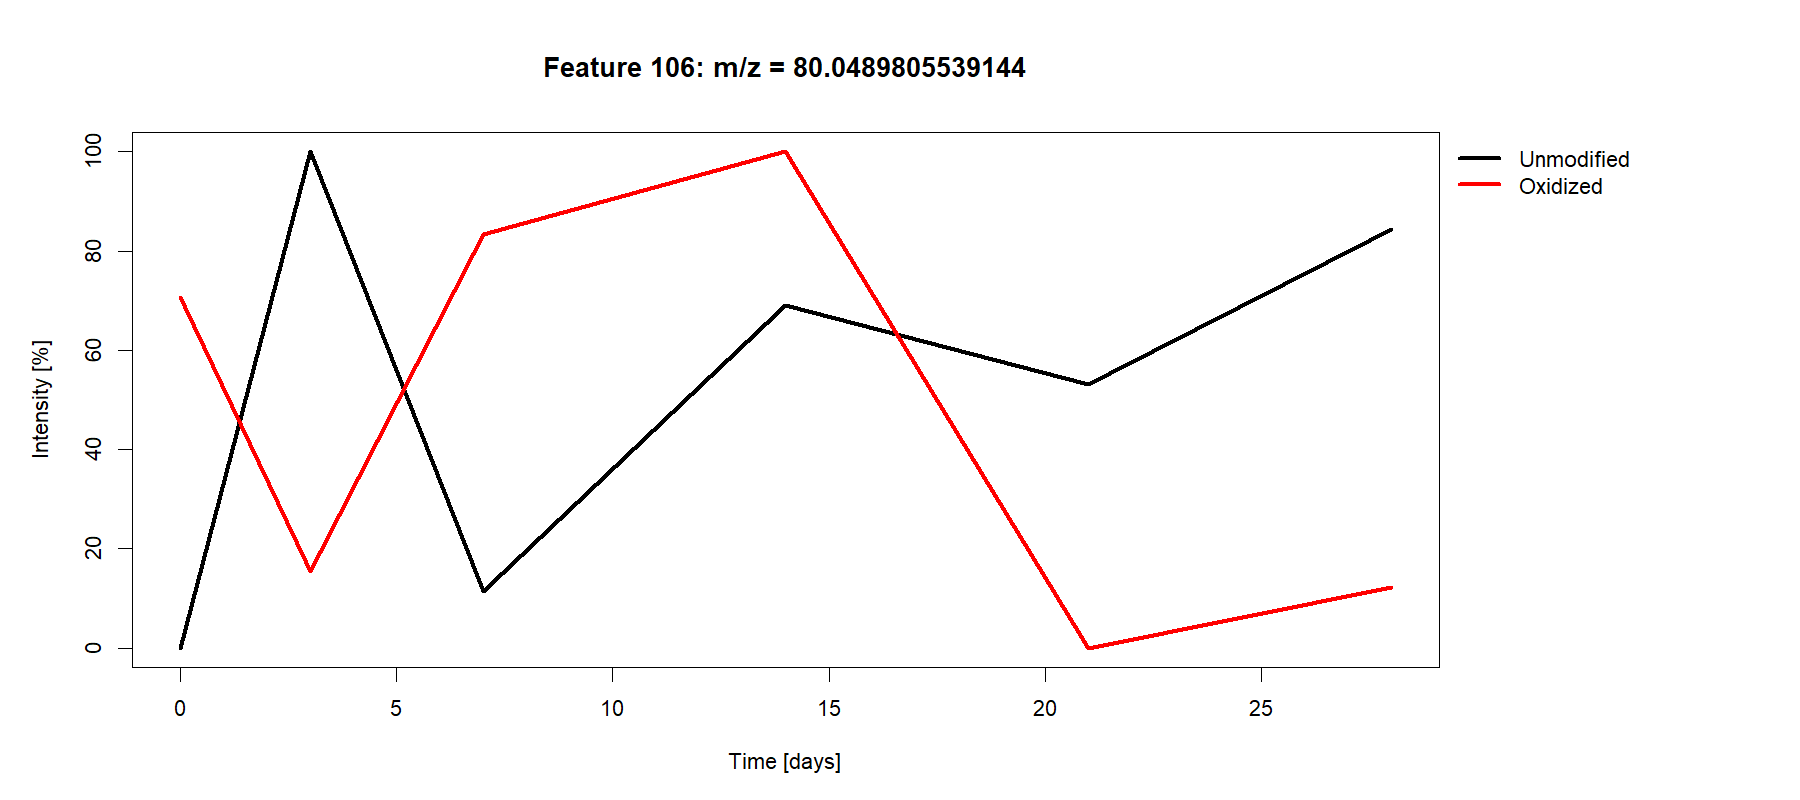 Feature 106: m/z = 80.0489805539144
Unmodified
Oxidized
Intensity [%]
100
80
60
40
20
0
0 5 10 15 20 25
Time [days]